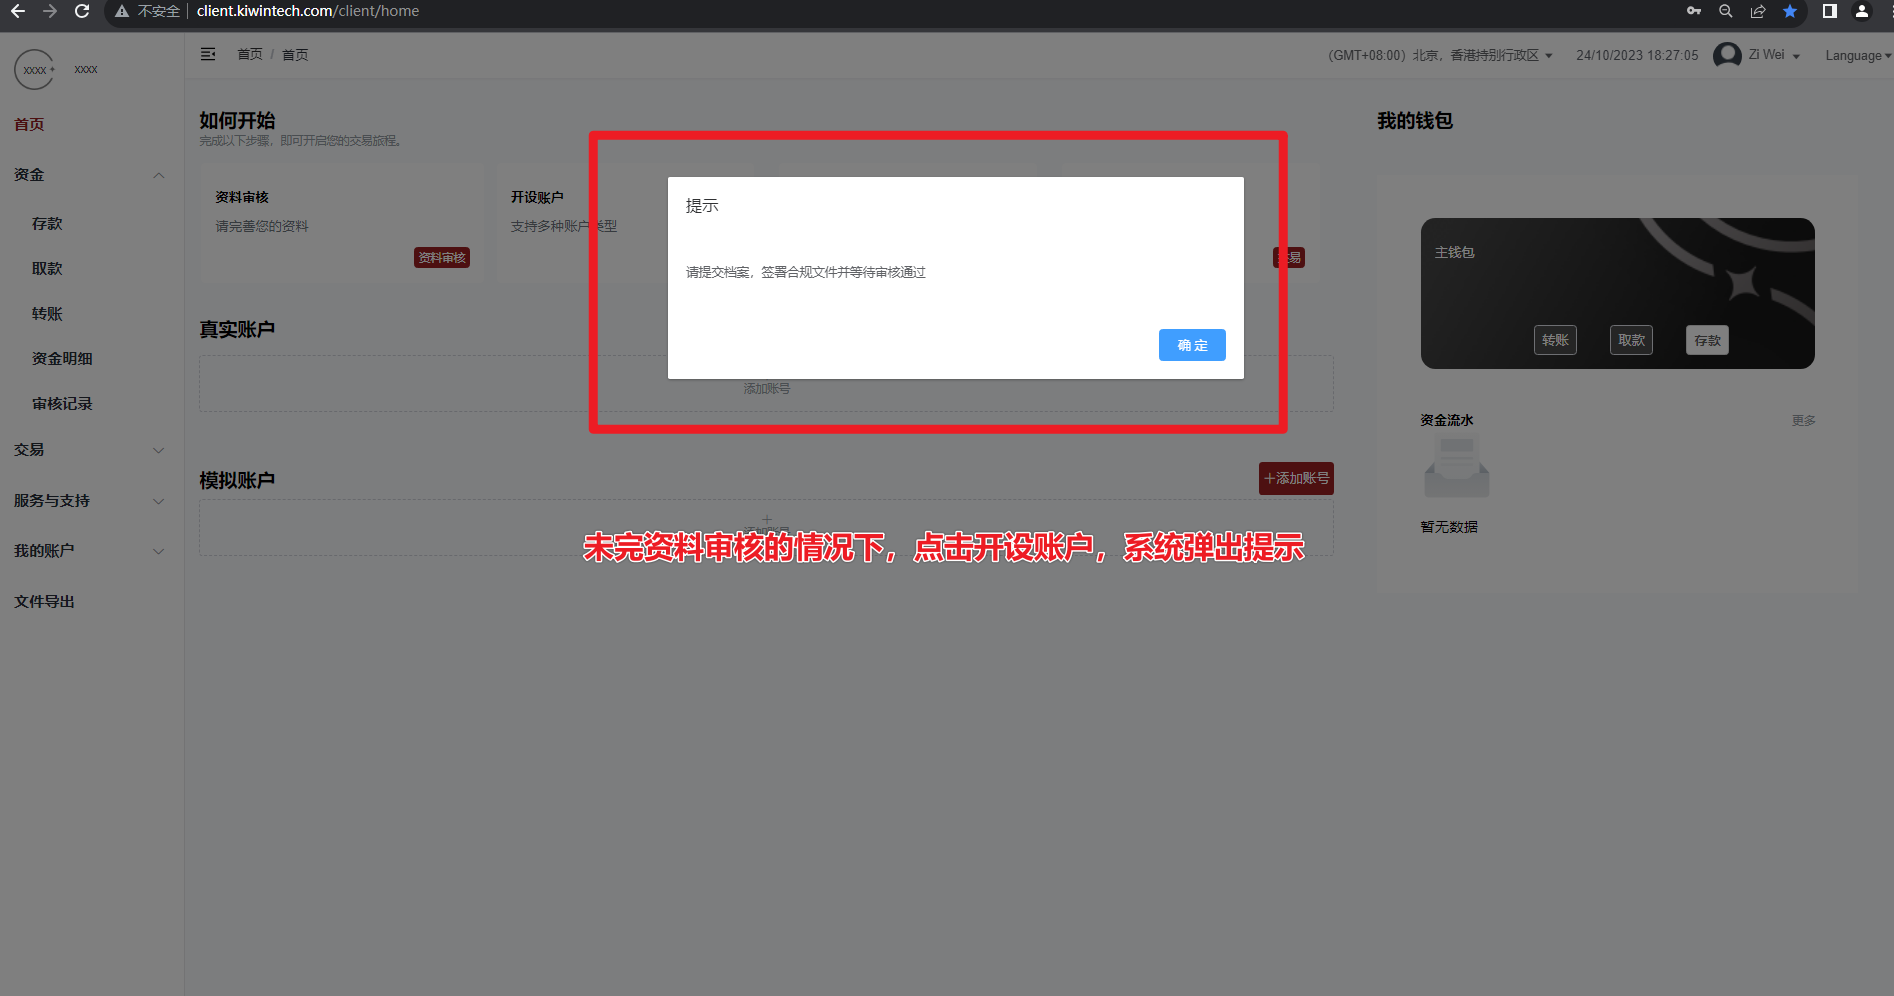 不安全 client.kiwintech.com/client/home
xxxx xxxx
首页 / 首页
(GMT+08:00) 北京，香港持别行政区 24/10/2023 18:27:05 Zi Wei Language
首页
资金
存款
取款
转账
资金明细
审核记录
交易
服务与支持
我的账户
文件导出
如何开始
完成以下步骤，即可开启您的交易旅程。
资料审核
请完善您的资料
资料审核
开设账户
支持多种账户类型
提示
请提交档案，签署合规文件并等待审核通过
确定
真实账户
添加账号
模拟账户
+添加账号
添加账号
未完资料审核的情况下，点击开设账户，系统弹出提示
我的钱包
主钱包
转账 取款 存款
资金流水 更多
暂无数据